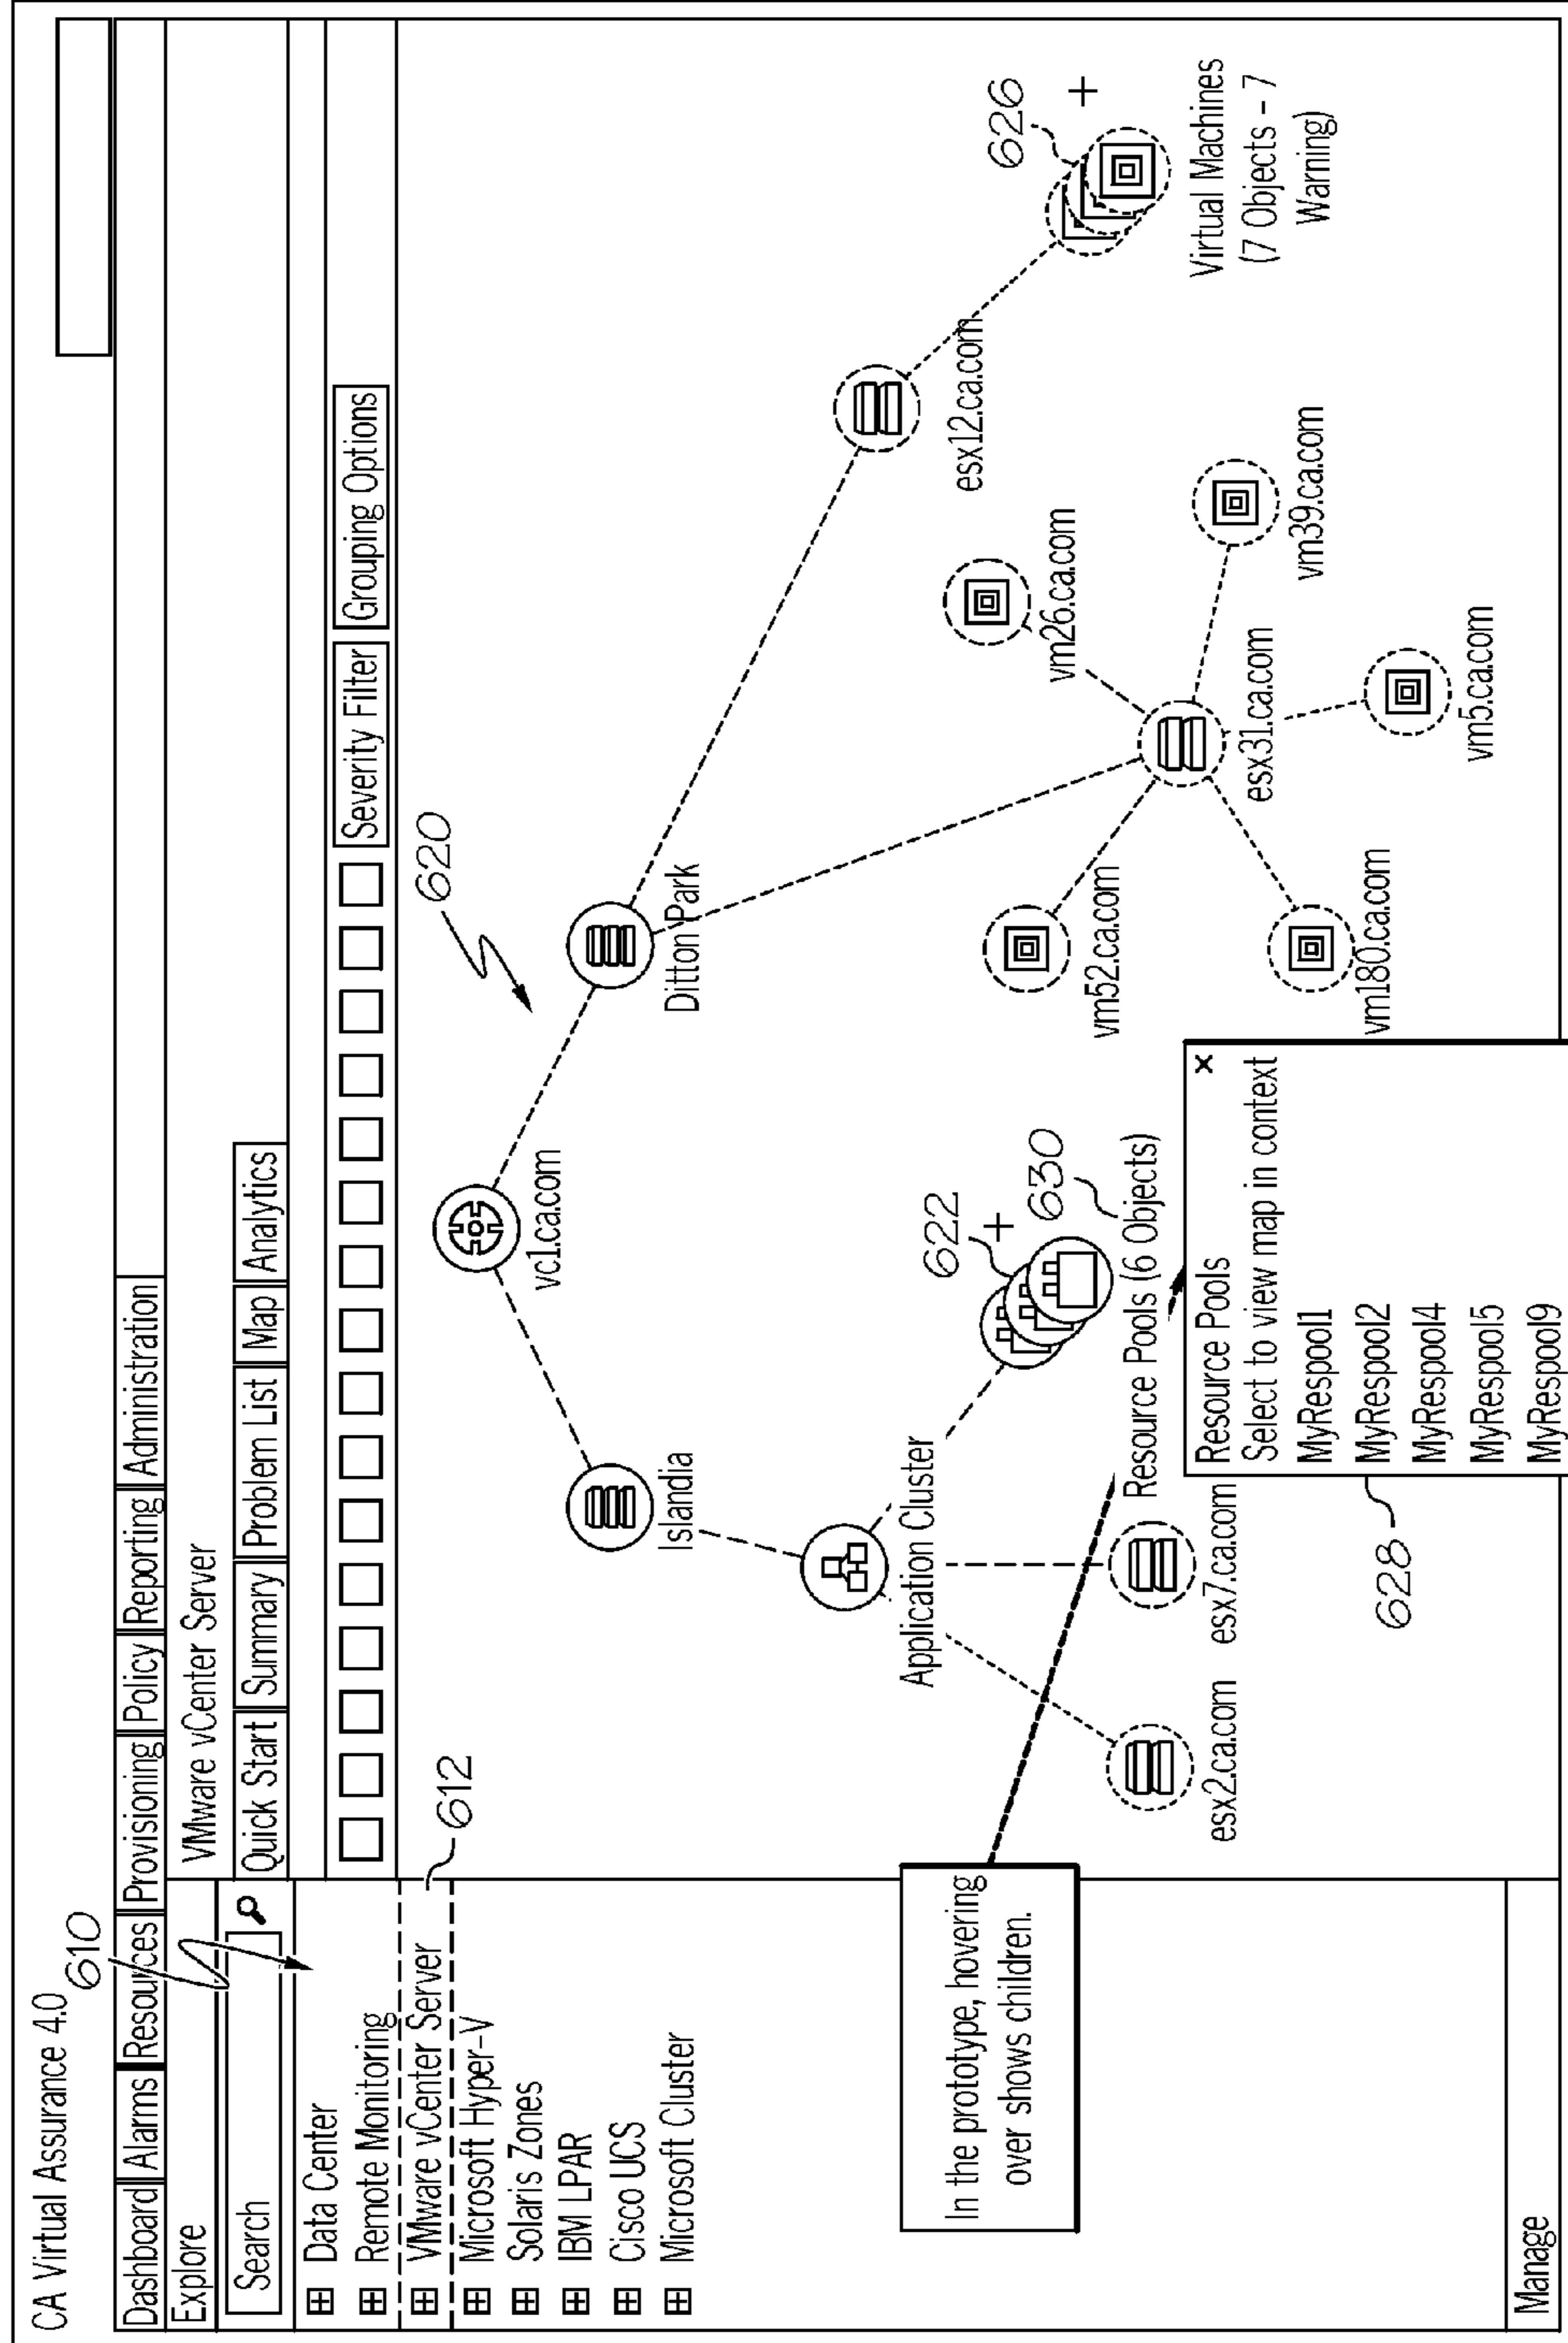 CA Virtual Assurance 4.0
610
Dashboard Alarms Resources Provisioning Policy Reporting Administration
Explore
VMware vCenter Server
Search
Quick Start Summary Problem List Map Analytics
Severity Filter Grouping Options
Data Center
Remote Monitoring
VMware vCenter Server
Microsoft Hyper-V
Solaris Zones
IBM LPAR
Cisco UCS
Microsoft Cluster
612
620
vc1.ca.com
Islandia
Ditton Park
Application Cluster
esx12.ca.com
626
+
Virtual Machines
(7 Objects - 7
Warning)
622
+
630
Resource Pools (6 Objects)
vm26.ca.com
vm52.ca.com
vm39.ca.com
esx31.ca.com
vm180.ca.com
vm5.ca.com
esx2.ca.com
esx7.ca.com
In the prototype, hovering
over shows children.
628
Resource Pools
x
Select to view map in context
MyRespool1
MyRespool2
MyRespool4
MyRespool5
MyRespool9
Manage